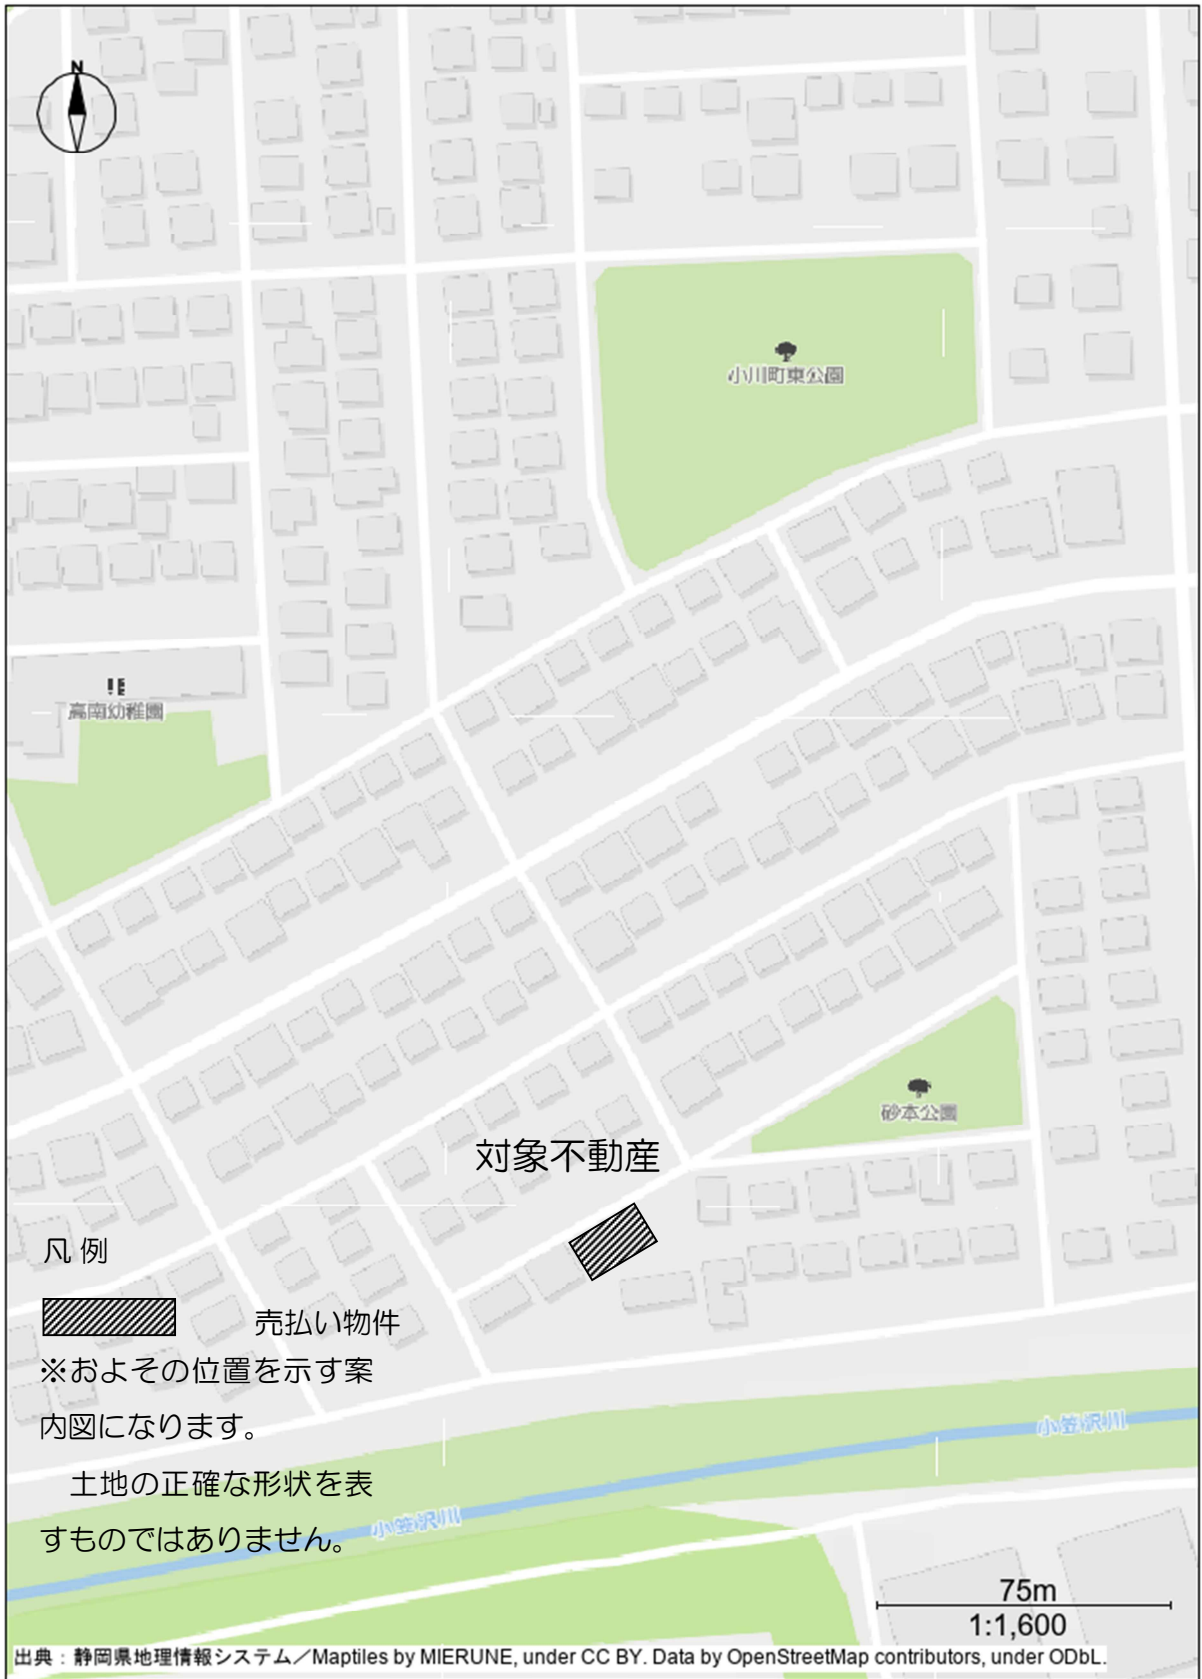 N
小川町東公園
高南幼稚園
砂本公園
対象不動産
凡例
売払い物件
※およその位置を示す案
内図になります。
　土地の正確な形状を表
すものではありません。
小笠沢川
小笠沢川
75m
1:1,600
出典：静岡県地理情報システム／Maptiles by MIERUNE, under CC BY. Data by OpenStreetMap contributors, under ODbL.